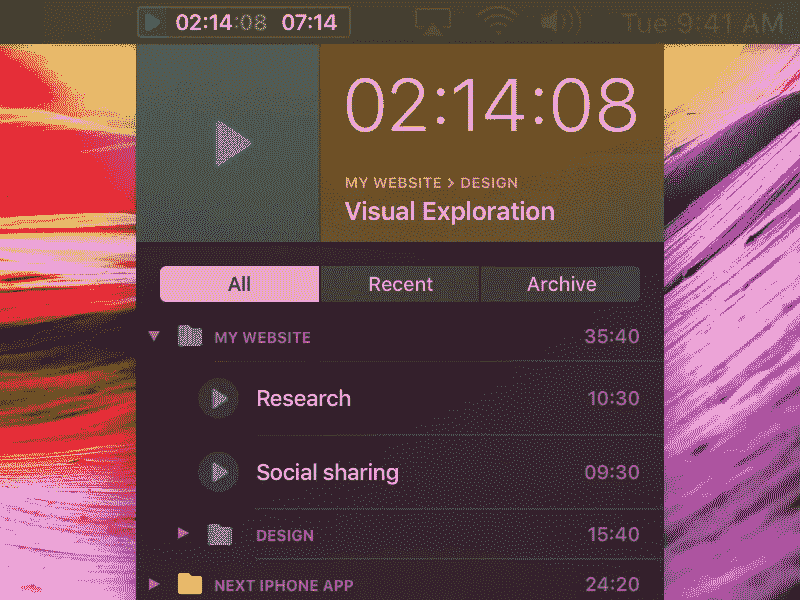 02:14:08 07:14 Tue 9:41 AM
02:14:08
MY WEBSITE > DESIGN
Visual Exploration
All Recent Archive
MY WEBSITE 35:40
Research 10:30
Social sharing 09:30
DESIGN 15:40
NEXT IPHONE APP 24:20